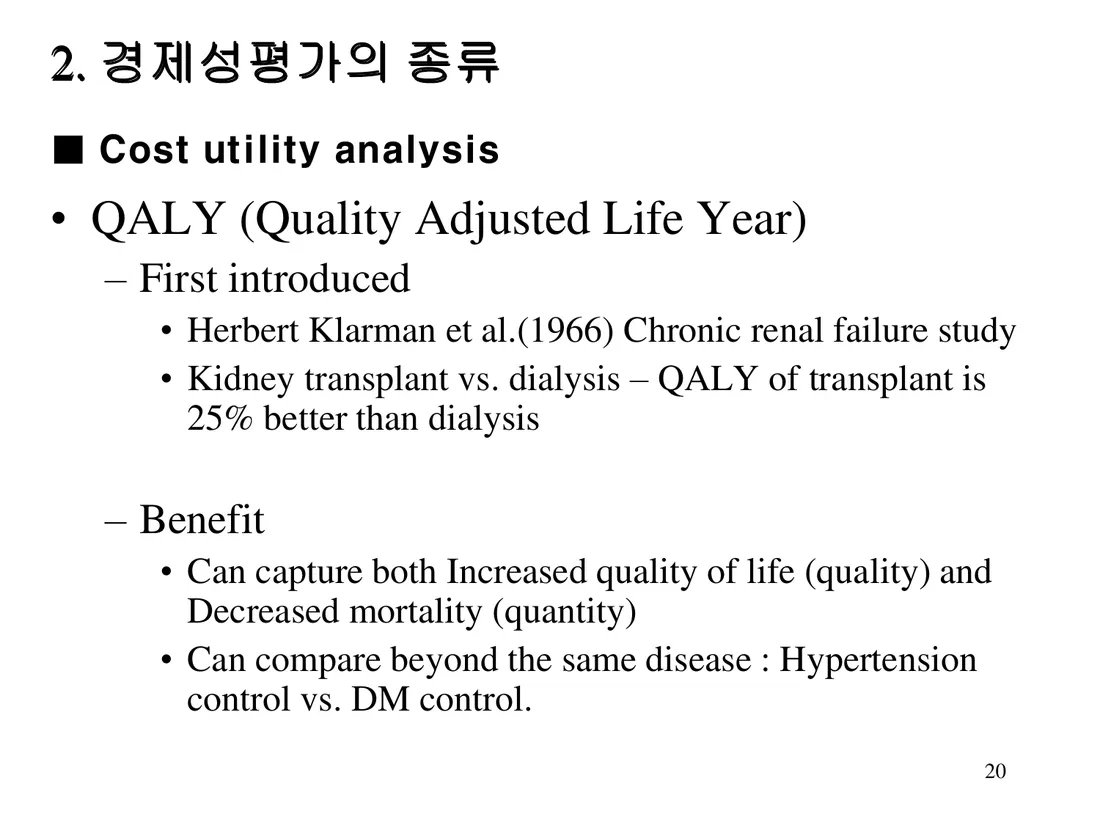 2. 경제성평가의 종류
■ Cost utility analysis
• QALY (Quality Adjusted Life Year)
– First introduced
• Herbert Klarman et al.(1966) Chronic renal failure study
• Kidney transplant vs. dialysis – QALY of transplant is
25% better than dialysis
– Benefit
• Can capture both Increased quality of life (quality) and
Decreased mortality (quantity)
• Can compare beyond the same disease : Hypertension
control vs. DM control.
20